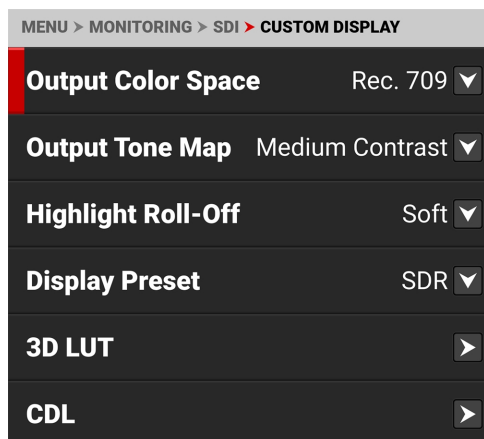 MENU > MONITORING > SDI > CUSTOM DISPLAY
Output Color Space Rec. 709
Output Tone Map Medium Contrast
Highlight Roll-Off Soft
Display Preset SDR
3D LUT
CDL